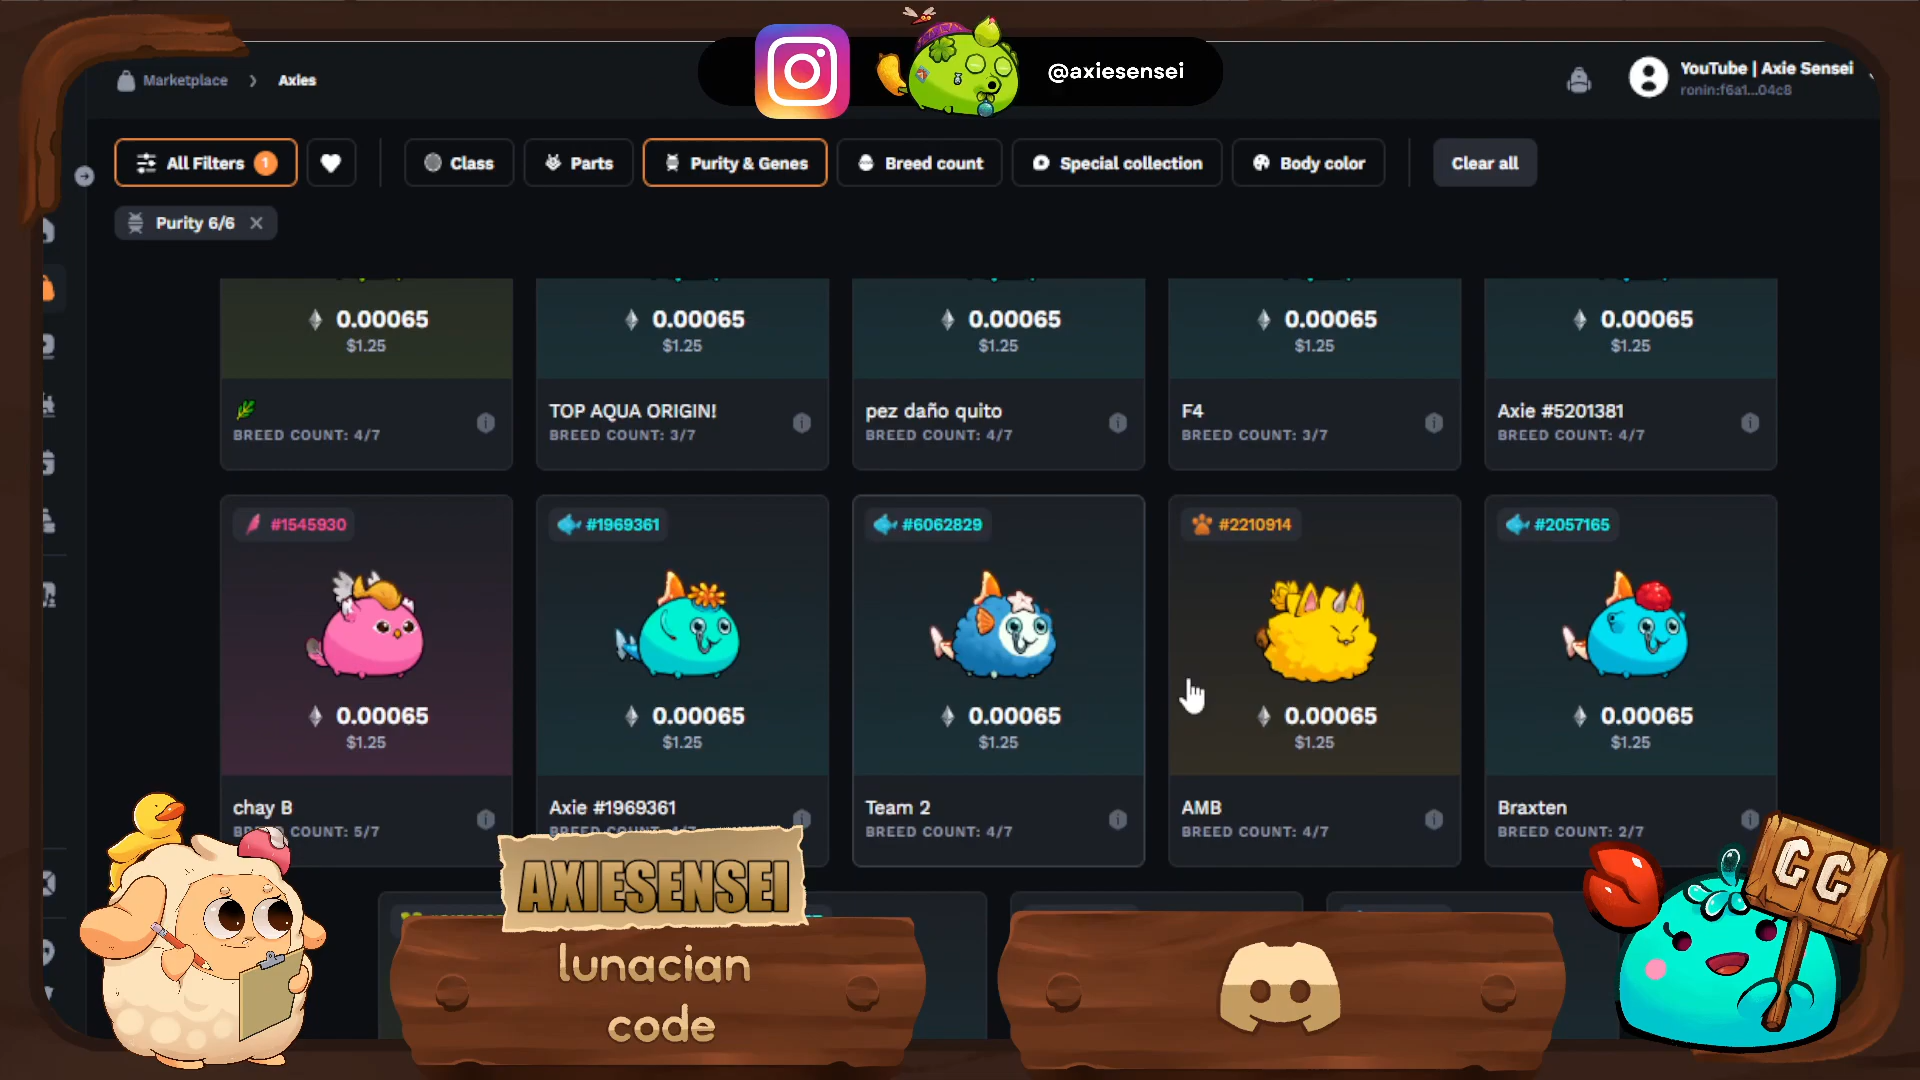 @axiesensei
Marketplace > Axies
YouTube | Axie Sensei
ronin:f6a1...04c8
All Filters 1
Class
Parts
Purity & Genes
Breed count
Special collection
Body color
Clear all
Purity 6/6
0.00065
$1.25
BREED COUNT: 4/7
0.00065
$1.25
TOP AQUA ORIGIN!
BREED COUNT: 3/7
0.00065
$1.25
pez daño quito
BREED COUNT: 4/7
0.00065
$1.25
F4
BREED COUNT: 3/7
0.00065
$1.25
Axie #5201381
BREED COUNT: 4/7
#1545930
0.00065
$1.25
chay B
BREED COUNT: 5/7
#1969361
0.00065
$1.25
Axie #1969361
#6062829
0.00065
$1.25
Team 2
BREED COUNT: 4/7
#2210914
0.00065
$1.25
AMB
BREED COUNT: 4/7
#2057165
0.00065
$1.25
Braxten
BREED COUNT: 2/7
AXIESENSEI
lunacian
code
CC